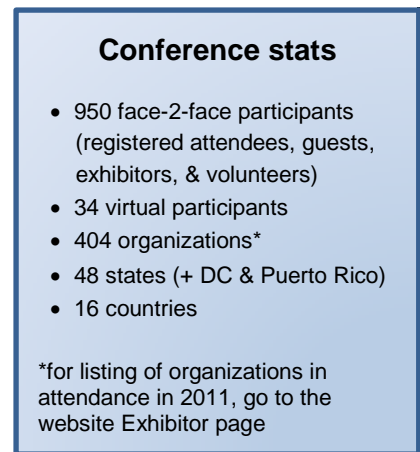 Conference stats
• 950 face-2-face participants
(registered attendees, guests,
exhibitors, & volunteers)
• 34 virtual participants
• 404 organizations*
• 48 states (+ DC & Puerto Rico)
• 16 countries
*for listing of organizations in
attendance in 2011, go to the
website Exhibitor page